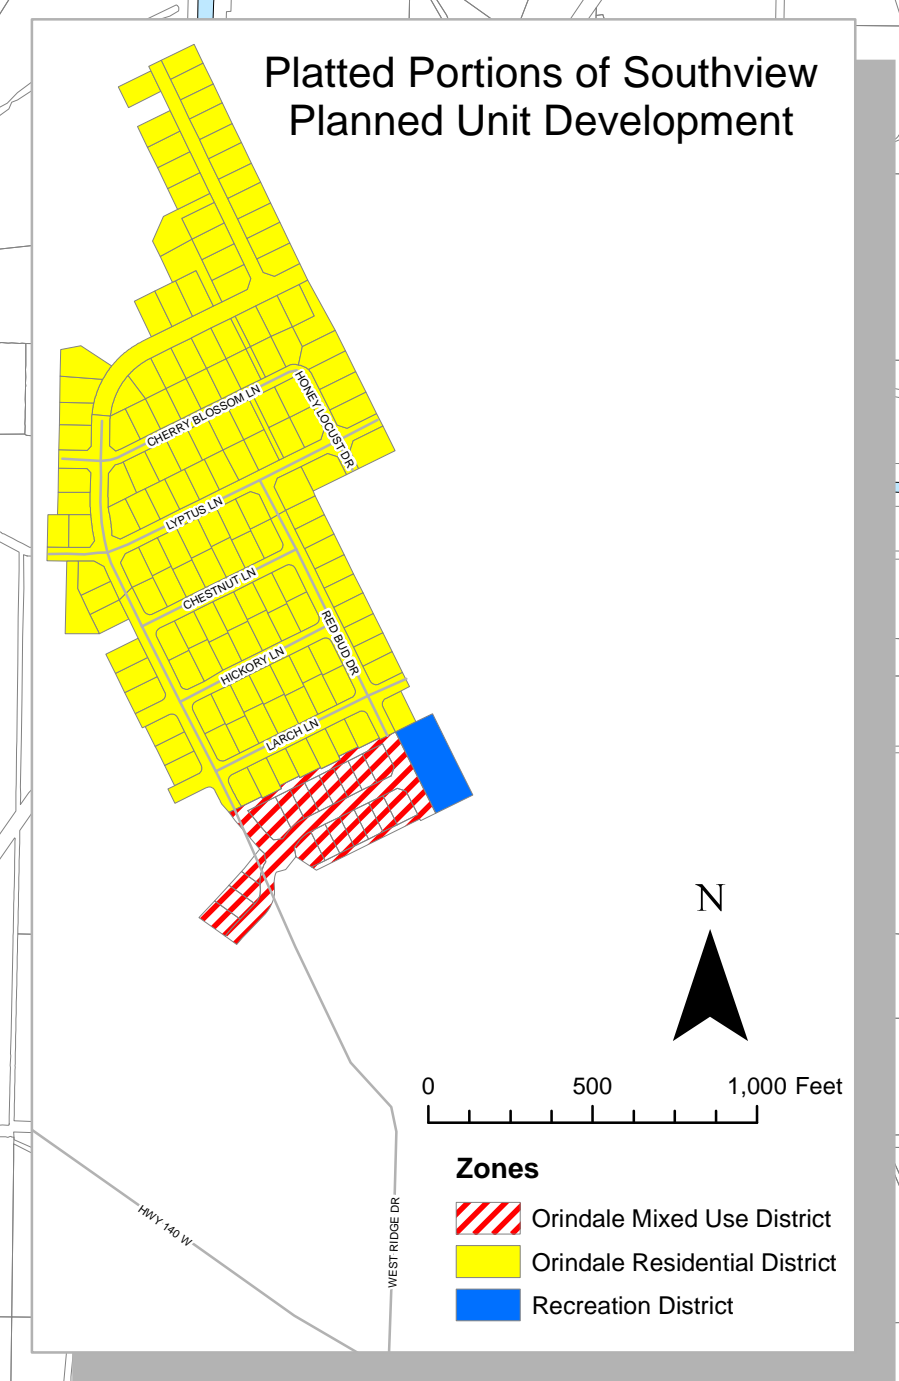 Platted Portions of Southview
Planned Unit Development
CHERRY BLOSSOM LN
HONEY LOCUST DR
LYPTUS LN
CHESTNUT LN
RED BUD DR
HICKORY LN
LARCH LN
N
0 500 1,000 Feet
Zones
Orindale Mixed Use District
Orindale Residential District
Recreation District
HWY 140 W
WEST RIDGE DR